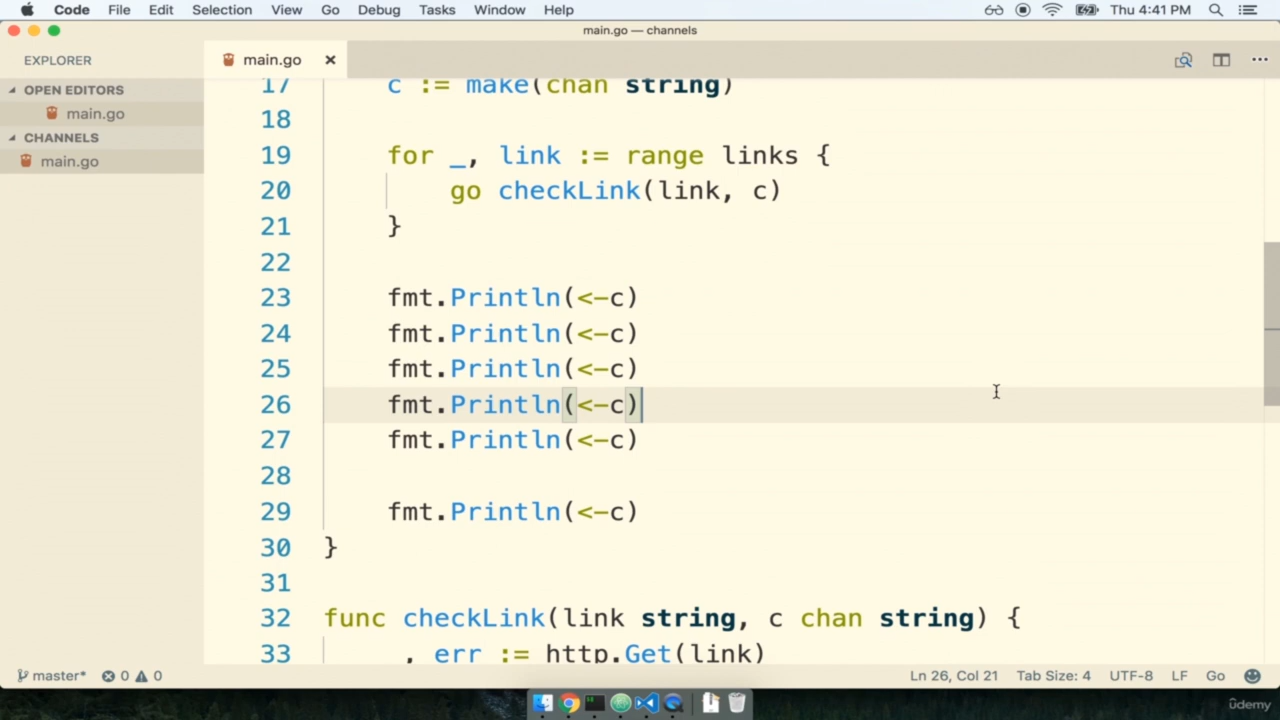 Code File Edit Selection View Go Debug Tasks Window Help Thu 4:41 PM
main.go — channels
EXPLORER
main.go
OPEN EDITORS
main.go
CHANNELS
main.go
17 c := make(chan string)
18
19 for _, link := range links {
20 go checkLink(link, c)
21 }
22
23 fmt.Println(<-c)
24 fmt.Println(<-c)
25 fmt.Println(<-c)
26 fmt.Println(<-c)
27 fmt.Println(<-c)
28
29 fmt.Println(<-c)
30 }
31
32 func checkLink(link string, c chan string) {
33 _, err := http.Get(link)
master* 0 0 Ln 26, Col 21 Tab Size: 4 UTF-8 LF Go
ûdemy